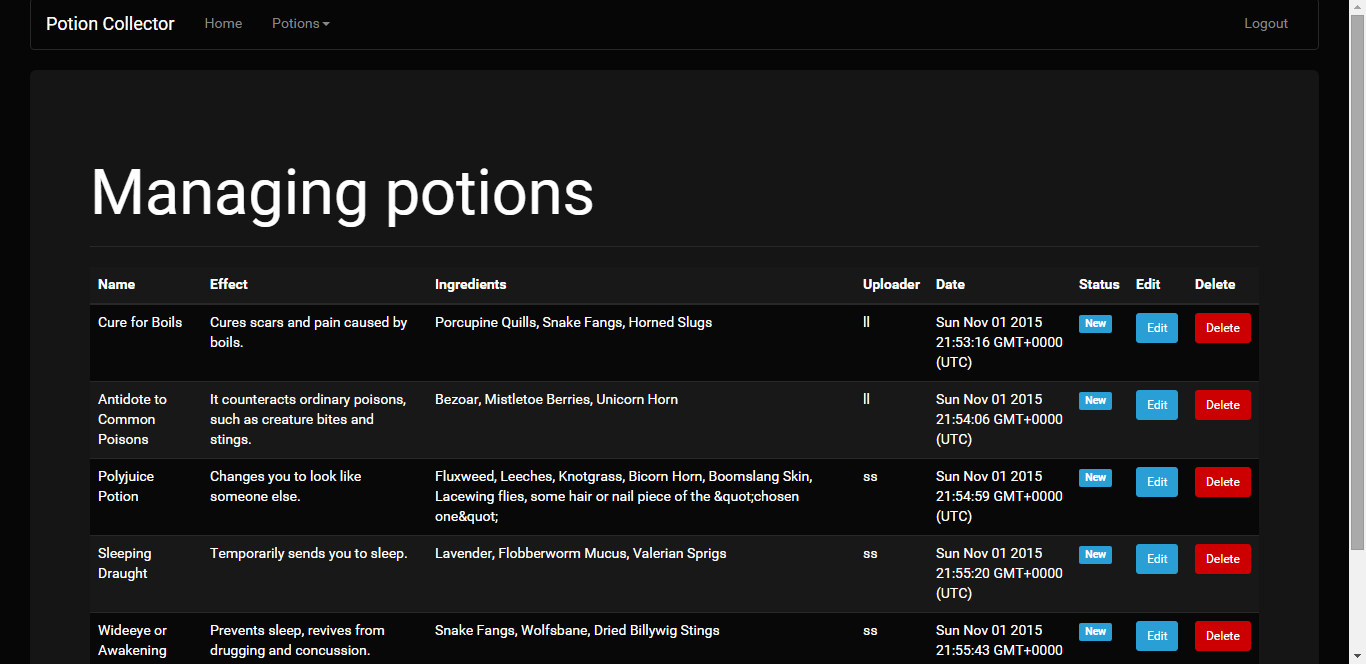 Potion Collector Home Potions Logout
Managing potions
Name Effect Ingredients Uploader Date Status Edit Delete
Cure for Boils Cures scars and pain caused by Porcupine Quills, Snake Fangs, Horned Slugs ll Sun Nov 01 2015 New Edit Delete
boils. 21:53:16 GMT+0000
(UTC)
Antidote to It counteracts ordinary poisons, Bezoar, Mistletoe Berries, Unicorn Horn ll Sun Nov 01 2015 New Edit Delete
Common such as creature bites and 21:54:06 GMT+0000
Poisons stings. (UTC)
Polyjuice Changes you to look like Fluxweed, Leeches, Knotgrass, Bicorn Horn, Boomslang Skin, ss Sun Nov 01 2015 New Edit Delete
Potion someone else. Lacewing flies, some hair or nail piece of the &quot;chosen 21:54:59 GMT+0000
one&quot; (UTC)
Sleeping Temporarily sends you to sleep. Lavender, Flobberworm Mucus, Valerian Sprigs ss Sun Nov 01 2015 New Edit Delete
Draught 21:55:20 GMT+0000
(UTC)
Wideeye or Prevents sleep, revives from Snake Fangs, Wolfsbane, Dried Billywig Stings ss Sun Nov 01 2015 New Edit Delete
Awakening drugging and concussion. 21:55:43 GMT+0000